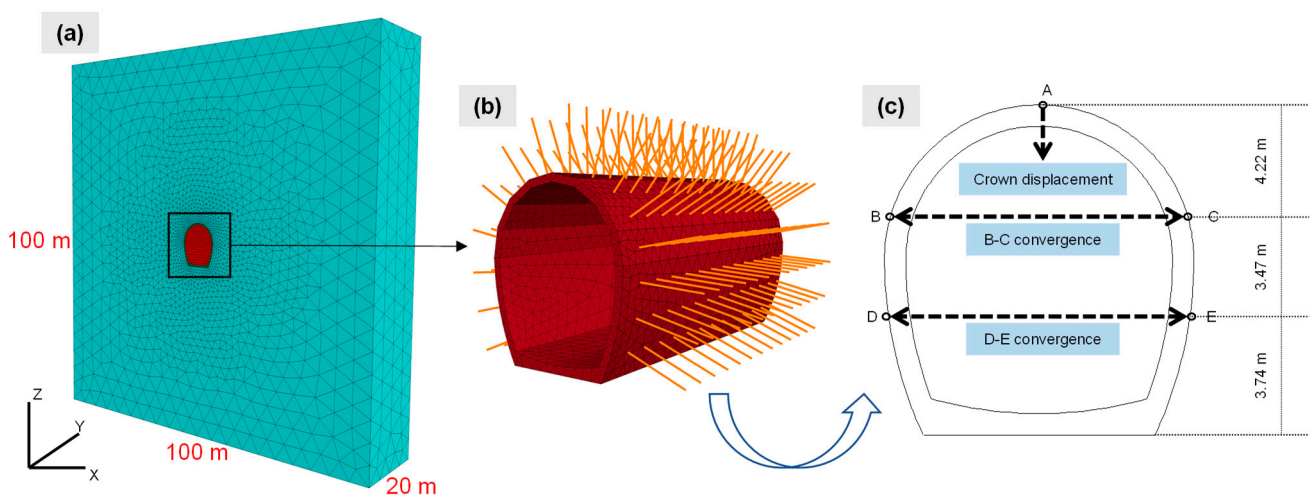 (a)
100 m
100 m
20 m
Z
Y
X
(b)
(c)
A
Crown displacement
4.22 m
B
C
B-C convergence
3.47 m
D
E
D-E convergence
3.74 m